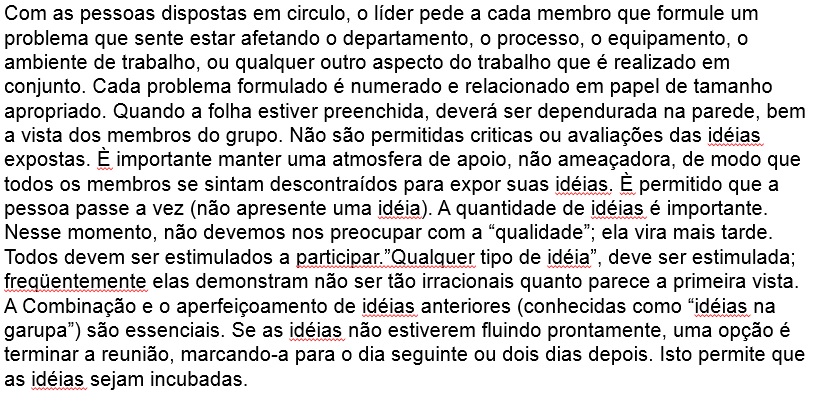 Com as pessoas dispostas em circulo, o líder pede a cada membro que formule um
problema que sente estar afetando o departamento, o processo, o equipamento, o
ambiente de trabalho, ou qualquer outro aspecto do trabalho que é realizado em
conjunto. Cada problema formulado é numerado e relacionado em papel de tamanho
apropriado. Quando a folha estiver preenchida, deverá ser dependurada na parede, bem
a vista dos membros do grupo. Não são permitidas criticas ou avaliações das idéias
expostas. È importante manter uma atmosfera de apoio, não ameaçadora, de modo que
todos os membros se sintam descontraídos para expor suas idéias. È permitido que a
pessoa passe a vez (não apresente uma idéia). A quantidade de idéias é importante.
Nesse momento, não devemos nos preocupar com a “qualidade”; ela vira mais tarde.
Todos devem ser estimulados a participar.”Qualquer tipo de idéia”, deve ser estimulada;
freqüentemente elas demonstram não ser tão irracionais quanto parece a primeira vista.
A Combinação e o aperfeiçoamento de idéias anteriores (conhecidas como “idéias na
garupa”) são essenciais. Se as idéias não estiverem fluindo prontamente, uma opção é
terminar a reunião, marcando-a para o dia seguinte ou dois dias depois. Isto permite que
as idéias sejam incubadas.